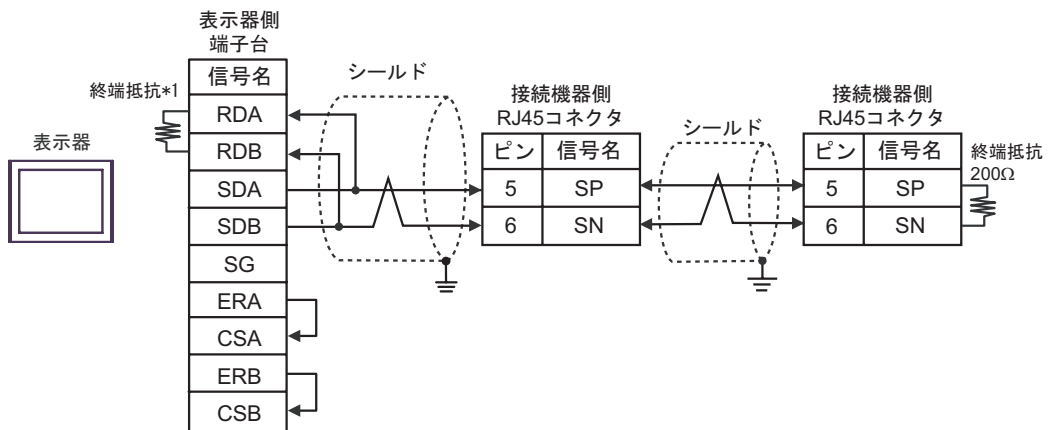 表示器
終端抵抗*1
表示器側
端子台
信号名
RDA
RDB
SDA
SDB
SG
ERA
CSA
ERB
CSB
シールド
接続機器側
RJ45コネクタ
ピン 信号名
5 SP
6 SN
シールド
接続機器側
RJ45コネクタ
ピン 信号名
5 SP
6 SN
終端抵抗
200Ω